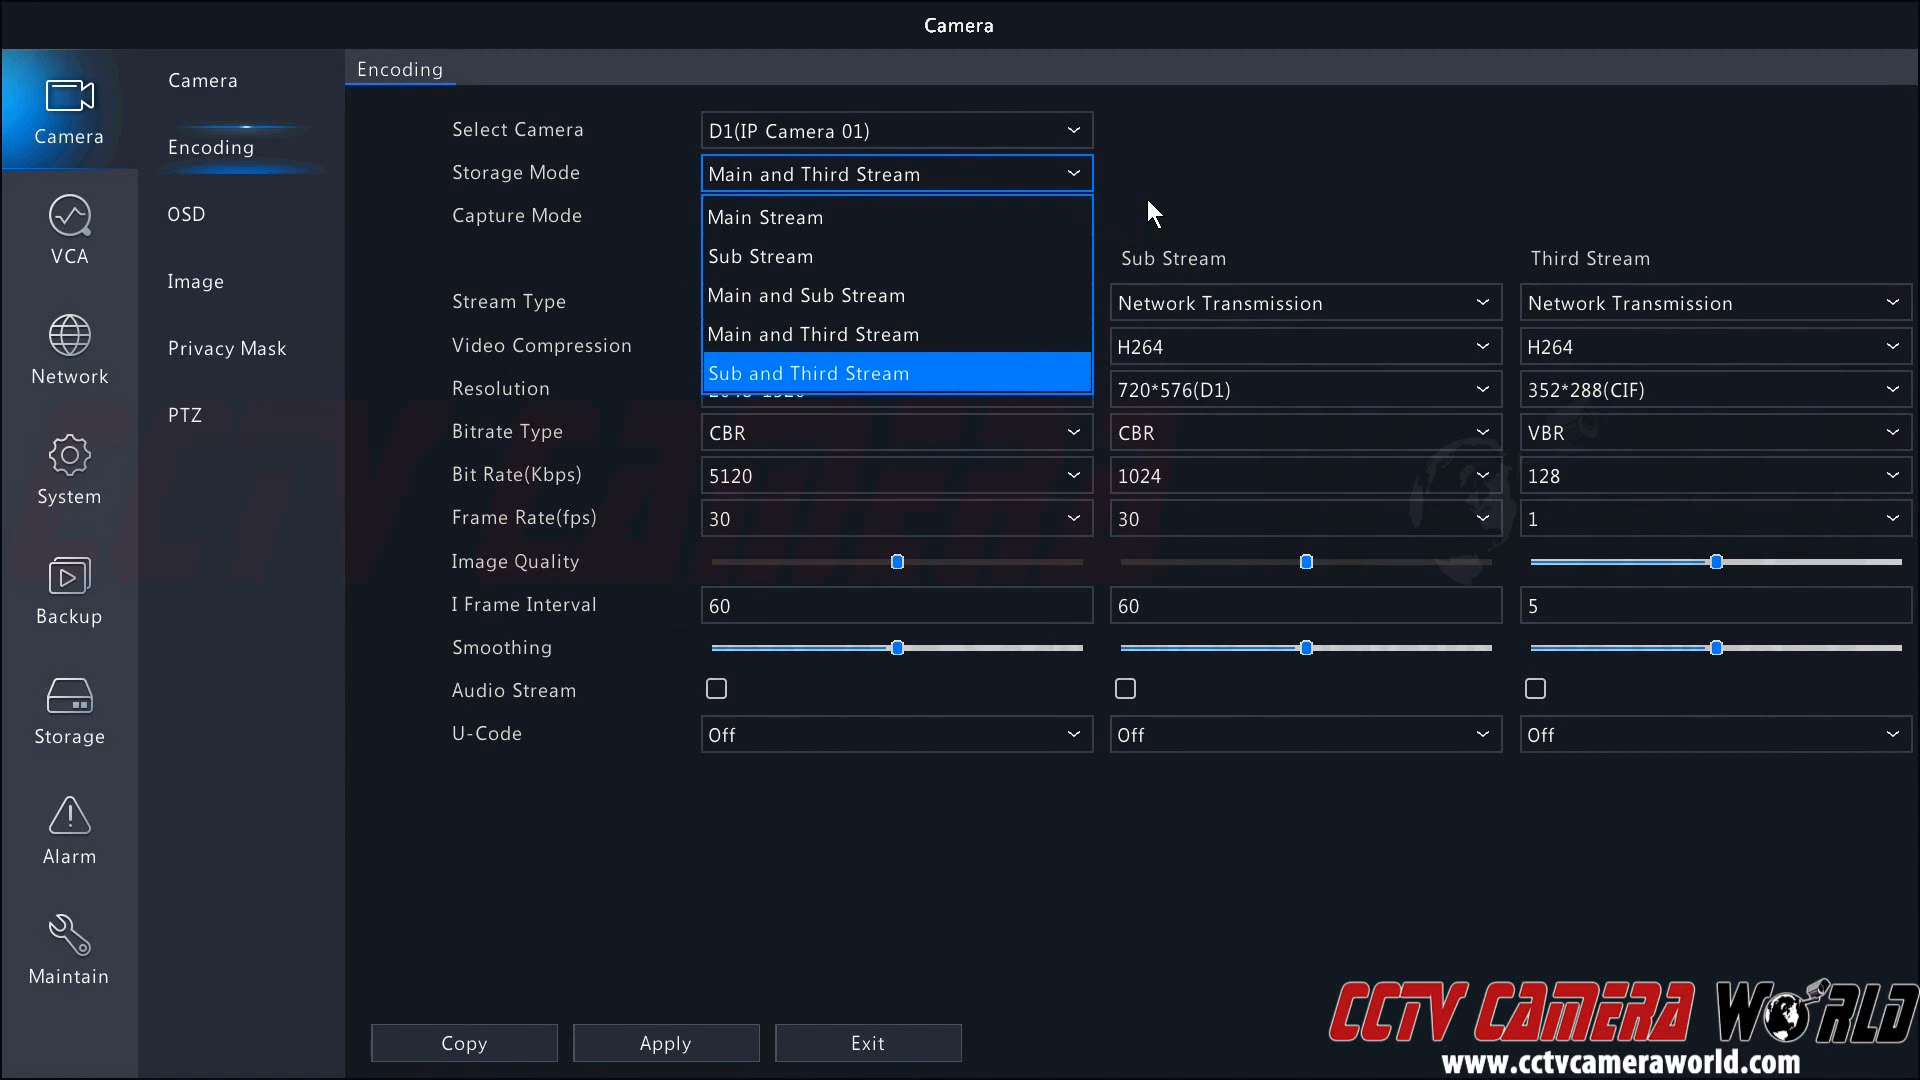 Camera
Encoding
Camera
VCA
Network
System
Backup
Storage
Alarm
Maintain
Camera
Encoding
OSD
Image
Privacy Mask
PTZ
Select Camera D1(IP Camera 01)
Storage Mode Main and Third Stream
Capture Mode
Main Stream
Sub Stream
Main and Sub Stream
Main and Third Stream
Sub and Third Stream
Sub Stream Third Stream
Stream Type Network Transmission Network Transmission
Video Compression H264 H264
Resolution 720*576(D1) 352*288(CIF)
Bitrate Type CBR CBR VBR
Bit Rate(Kbps) 5120 1024 128
Frame Rate(fps) 30 30 1
Image Quality
I Frame Interval 60 60 5
Smoothing
Audio Stream
U-Code Off Off Off
Copy Apply Exit
CCTV CAMERA WORLD
www.cctvcameraworld.com